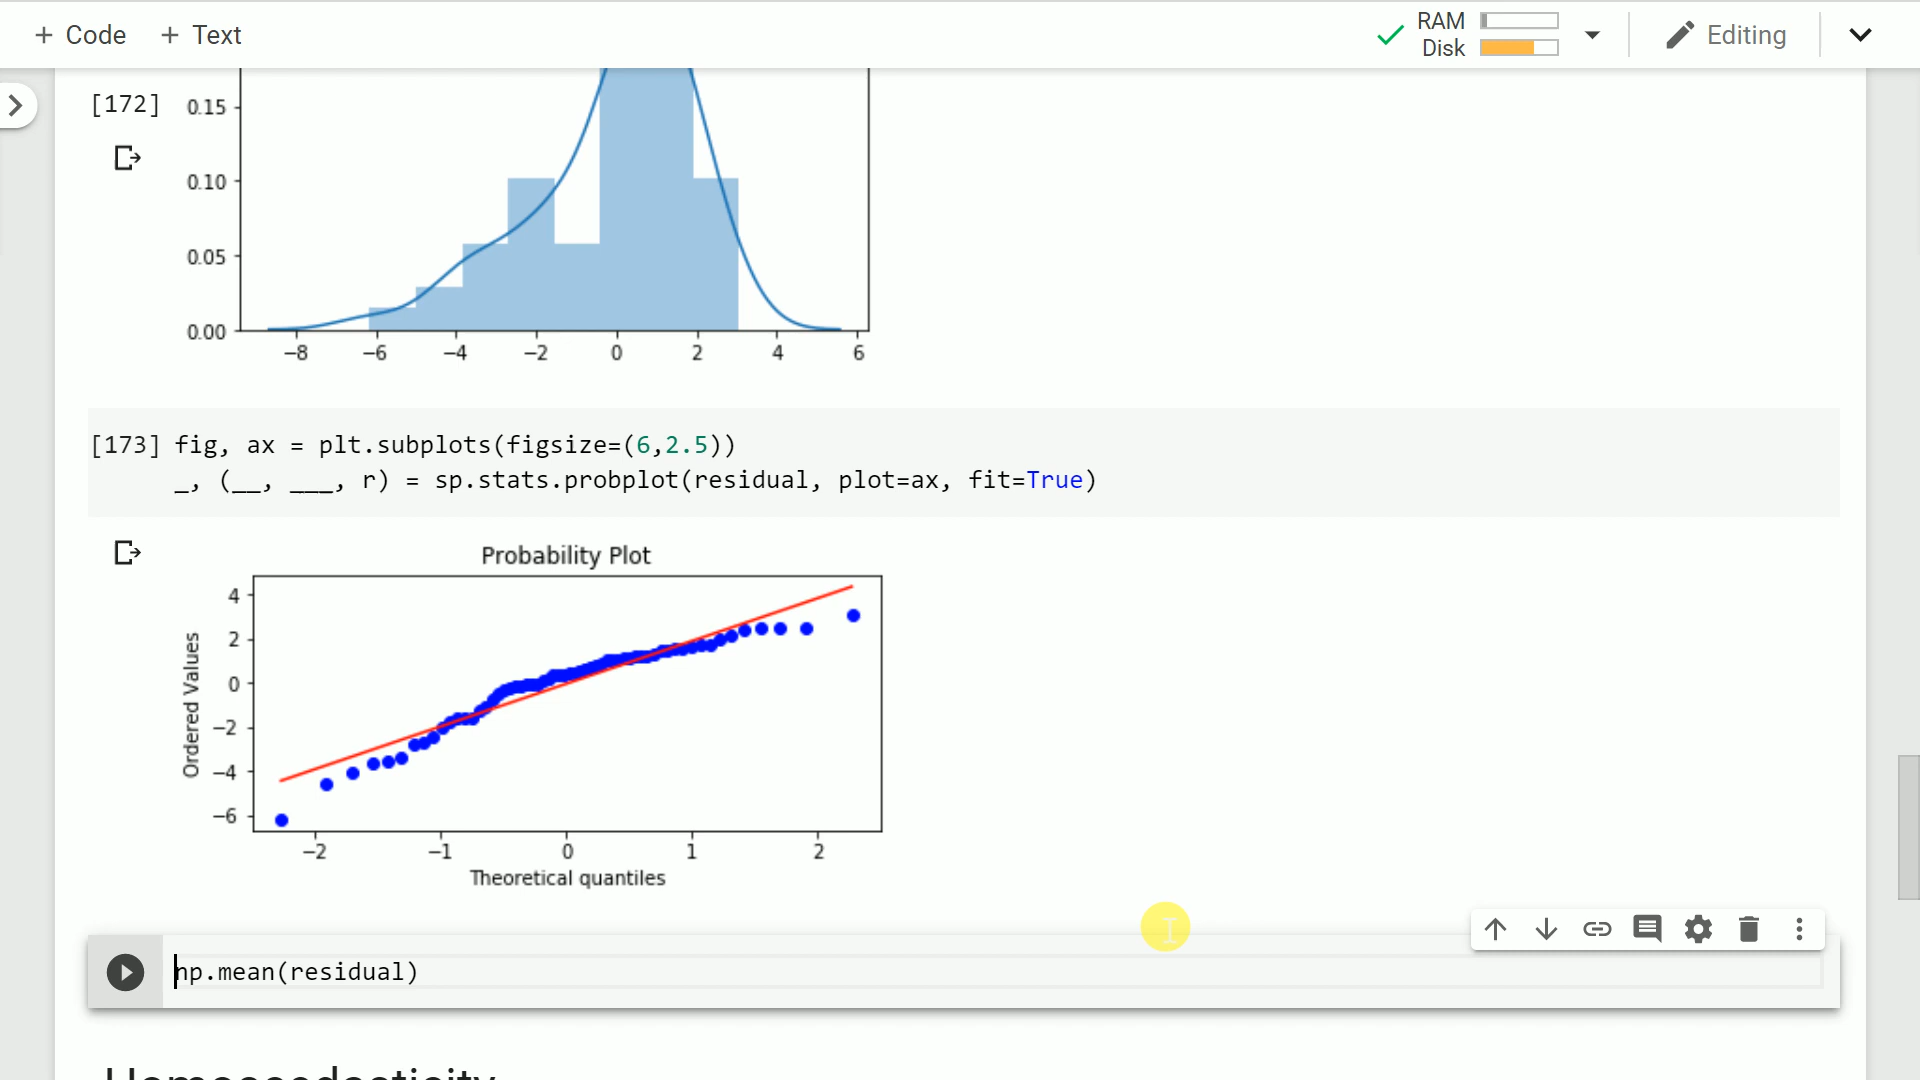 + Code + Text
RAM
Disk
Editing
[172]
0.15
0.10
0.05
0.00
−8 −6 −4 −2 0 2 4 6
[173] fig, ax = plt.subplots(figsize=(6,2.5))
_, (__, ___, r) = sp.stats.probplot(residual, plot=ax, fit=True)
Probability Plot
Ordered Values
4
2
0
−2
−4
−6
−2 −1 0 1 2
Theoretical quantiles
np.mean(residual)
Homoscedasticity